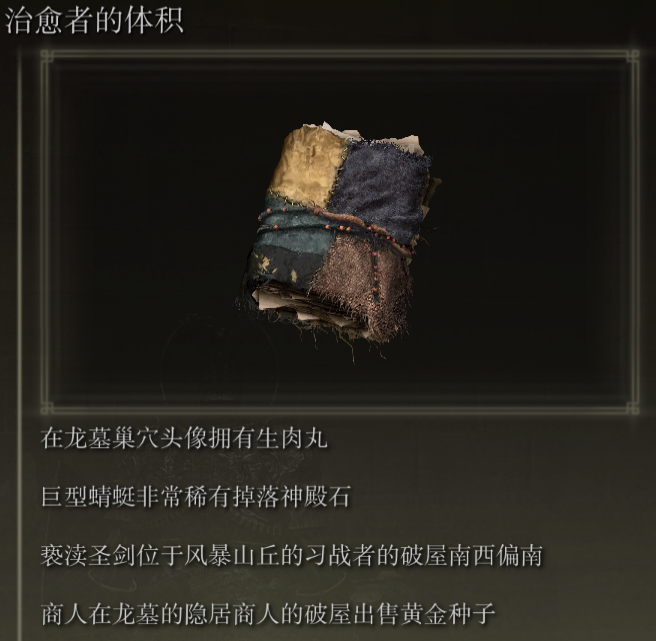 治愈者的体积
在龙墓巢穴头像拥有生肉丸
巨型蜻蜓非常稀有掉落神殿石
亵渎圣剑位于风暴山丘的习战者的破屋南西偏南
商人在龙墓的隐居商人的破屋出售黄金种子